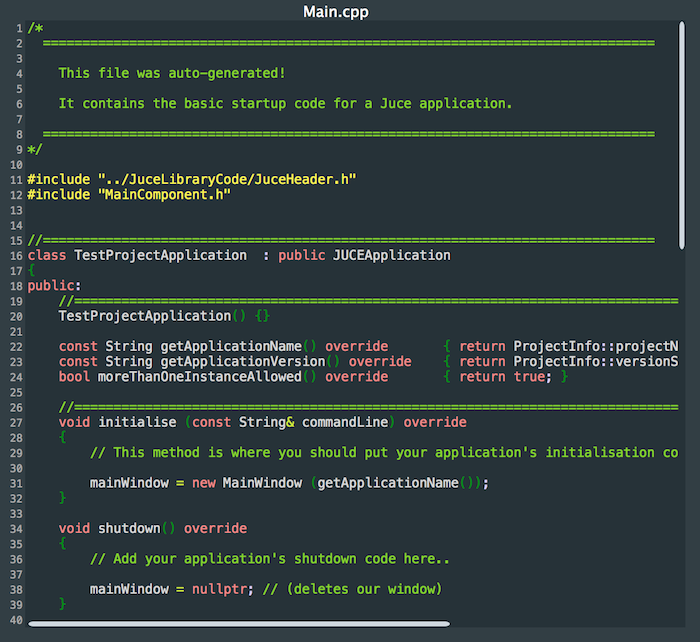 Main.cpp
1 /*
2   ==============================================================================
3
4     This file was auto-generated!
5
6     It contains the basic startup code for a Juce application.
7
8   ==============================================================================
9 */
10
11 #include "../JuceLibraryCode/JuceHeader.h"
12 #include "MainComponent.h"
13
14
15 //==============================================================================
16 class TestProjectApplication  : public JUCEApplication
17 {
18 public:
19     //=============================================================================
20     TestProjectApplication() {}
21
22     const String getApplicationName() override       { return ProjectInfo::projectN
23     const String getApplicationVersion() override    { return ProjectInfo::versionS
24     bool moreThanOneInstanceAllowed() override       { return true; }
25
26     //=============================================================================
27     void initialise (const String& commandLine) override
28     {
29         // This method is where you should put your application's initialisation co
30
31         mainWindow = new MainWindow (getApplicationName());
32     }
33
34     void shutdown() override
35     {
36         // Add your application's shutdown code here..
37
38         mainWindow = nullptr; // (deletes our window)
39     }
40